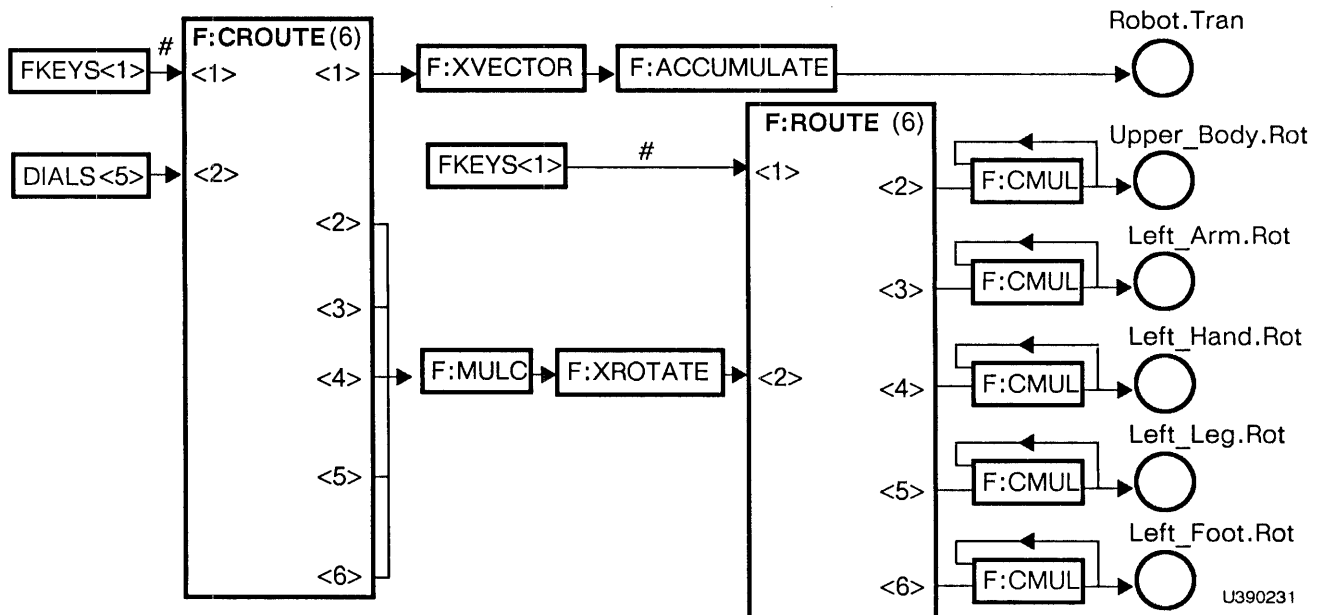 Robot.Tran
#
F:CROUTE(6)
FKEYS<1>
<1>
<1>
F:XVECTOR
F:ACCUMULATE
F:ROUTE (6)
Upper_Body.Rot
DIALS<5>
<2>
FKEYS<1>
#
<1>
<2>
F:CMUL
<2>
Left_Arm.Rot
<3>
F:CMUL
<3>
Left_Hand.Rot
<4>
F:MULC
F:XROTATE
<2>
<4>
F:CMUL
Left_Leg.Rot
<5>
<5>
F:CMUL
Left_Foot.Rot
<6>
<6>
F:CMUL
U390231